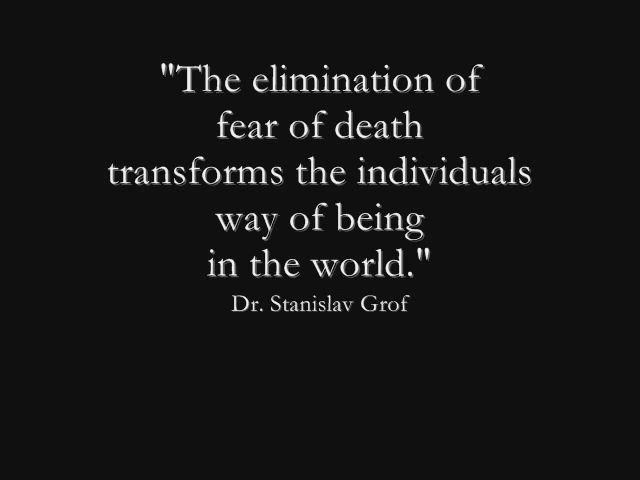 "The elimination of
fear of death
transforms the individuals
way of being
in the world."
Dr. Stanislav Grof